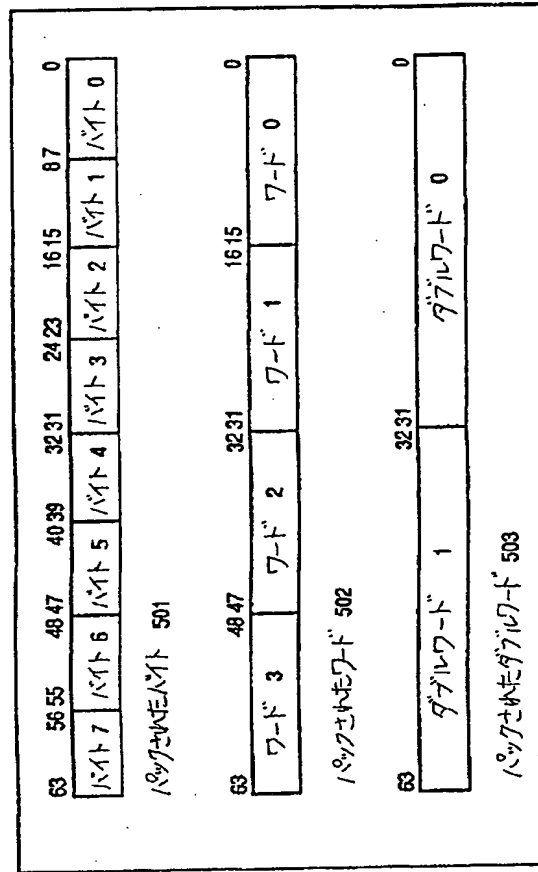 63 56 55 48 47 40 39 32 31 24 23 16 15 8 7 0
バイト 7 バイト 6 バイト 5 バイト 4 バイト 3 バイト 2 バイト 1 バイト 0
パックされたバイト 501
63 48 47 32 31 16 15 0
ワード 3 ワード 2 ワード 1 ワード 0
パックされたワード 502
63 32 31 0
ダブルワード 1 ダブルワード 0
パックされたダブルワード 503